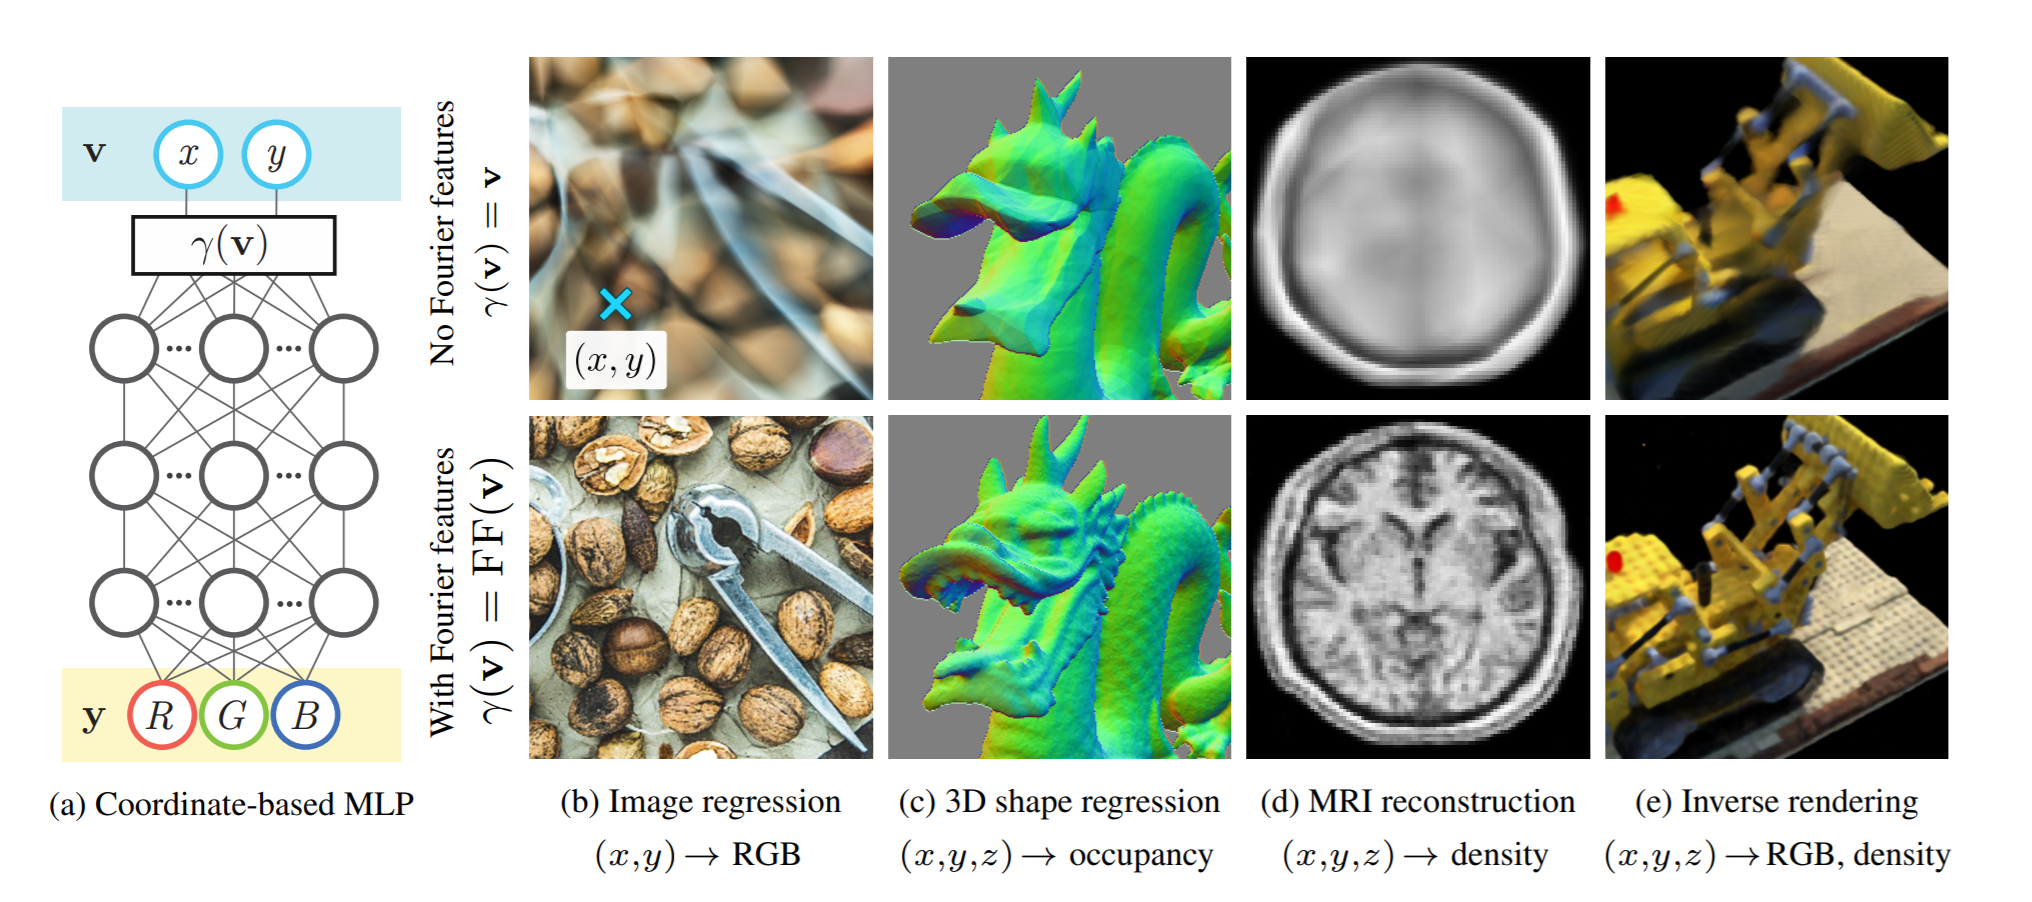 v
x
y
γ(v)
y
R
G
B
(a) Coordinate-based MLP
No Fourier features
γ(v) = v
With Fourier features
γ(v) = FF(v)
(x, y)
(b) Image regression
(x,y) → RGB
(c) 3D shape regression
(x,y,z) → occupancy
(d) MRI reconstruction
(x,y,z) → density
(e) Inverse rendering
(x,y,z) → RGB, density